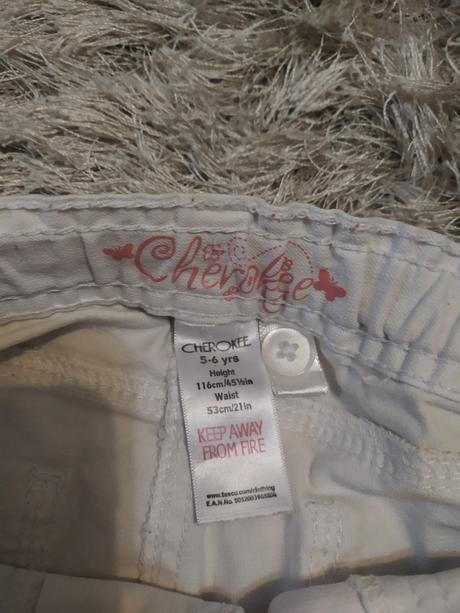 Cherokee
CHEROKEE
5-6 yrs
Height
116cm/45½in
Waist
53cm/21in
KEEP AWAY
FROM FIRE
www.tesco.com/clothing
E.A.N. No.